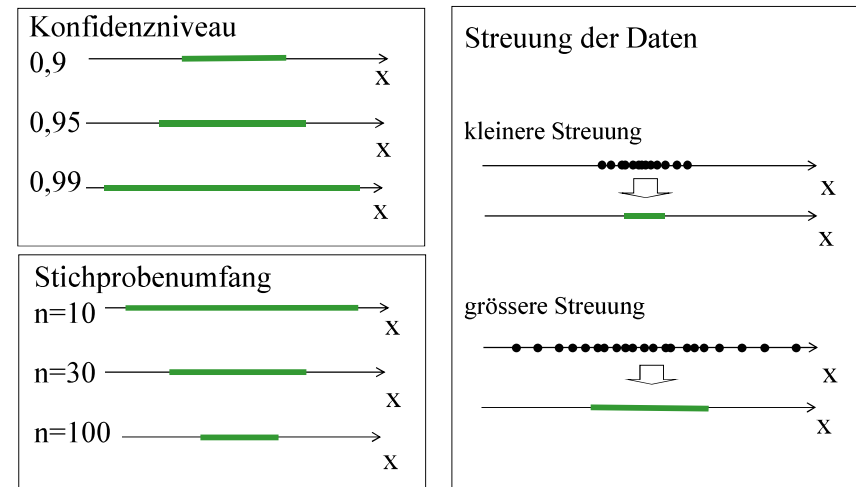 Konfidenzniveau
0,9
x
0,95
x
0,99
x
Stichprobenumfang
n=10
x
n=30
x
n=100
x
Streuung der Daten
kleinere Streuung
x
x
grössere Streuung
x
x